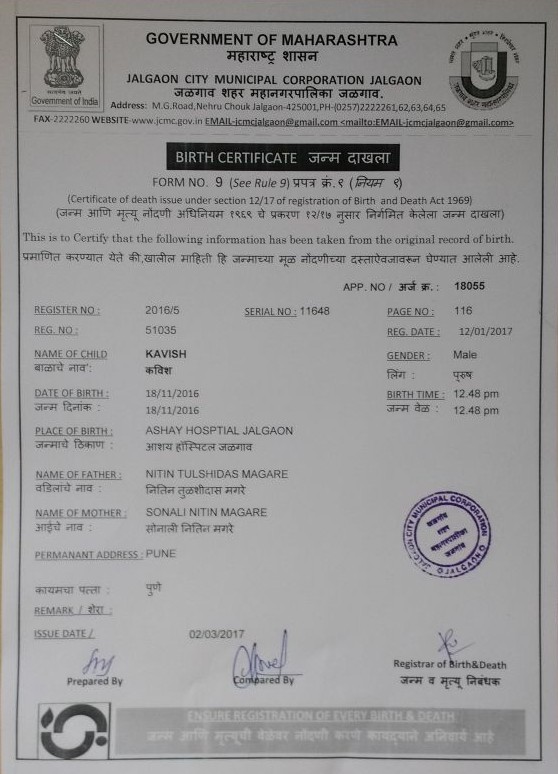 GOVERNMENT OF MAHARASHTRA
महाराष्ट्र शासन
JALGAON CITY MUNICIPAL CORPORATION JALGAON
जळगाव शहर महानगरपालिका जळगाव.
Government of India
Address: M.G.Road,Nehru Chouk Jalgaon-425001,PH-(0257)2222261,62,63,64,65
FAX-2222260 WEBSITE-www.jcmc.gov.in EMAIL-jcmcjalgaon@gmail.com <mailto:EMAIL-jcmcjalgaon@gmail.com>
BIRTH CERTIFICATE जन्म दाखला
FORM NO. 9 (See Rule 9) प्रपत्र क्रं.९ (नियम ९)
(Certificate of death issue under section 12/17 of registration of Birth and Death Act 1969)
(जन्म आणि मृत्यू नोंदणी अधिनियम १९६९ चे प्रकरण १२/१७ नुसार निर्गमित केलेला जन्म दाखला)
This is to Certify that the following information has been taken from the original record of birth.
प्रमाणित करण्यात येते की,खालील माहिती हि जन्माच्या मूळ नोंदणीच्या दस्ताऐवजावरून घेण्यात आलेली आहे.
APP. NO / अर्ज क्र. : 18055
REGISTER NO : 2016/5 SERIAL NO : 11648 PAGE NO : 116
REG. NO : 51035 REG. DATE : 12/01/2017
NAME OF CHILD KAVISH GENDER : Male
बाळाचे नाव': कविश लिंग : पुरुष
DATE OF BIRTH : 18/11/2016 BIRTH TIME : 12.48 pm
जन्म दिनांक : 18/11/2016 जन्म वेळ : 12.48 pm
PLACE OF BIRTH : ASHAY HOSPTIAL JALGAON
जन्माचे ठिकाण : आशय हॉस्पिटल जळगाव
NAME OF FATHER : NITIN TULSHIDAS MAGARE
वडिलांचे नाव : नितिन तुळशीदास मगरे
NAME OF MOTHER : SONALI NITIN MAGARE
आईचे नाव : सोनाली नितिन मगरे
JALGAON CITY MUNICIPAL CORPORATION
जळगाव
शहर
महानगरपालिका
जळगांव
JALGAON
PERMANANT ADDRESS : PUNE
कायमचा पत्ता : पुणे
REMARK / शेरा :
ISSUE DATE / 02/03/2017
Prepared By Compared By Registrar of Birth&Death
जन्म व मृत्यू निबंधक
ENSURE REGISTRATION OF EVERY BIRTH & DEATH
जन्म आणि मृत्यूची वेळेवर नोंदणी करणे कायद्याने अनिवार्य आहे